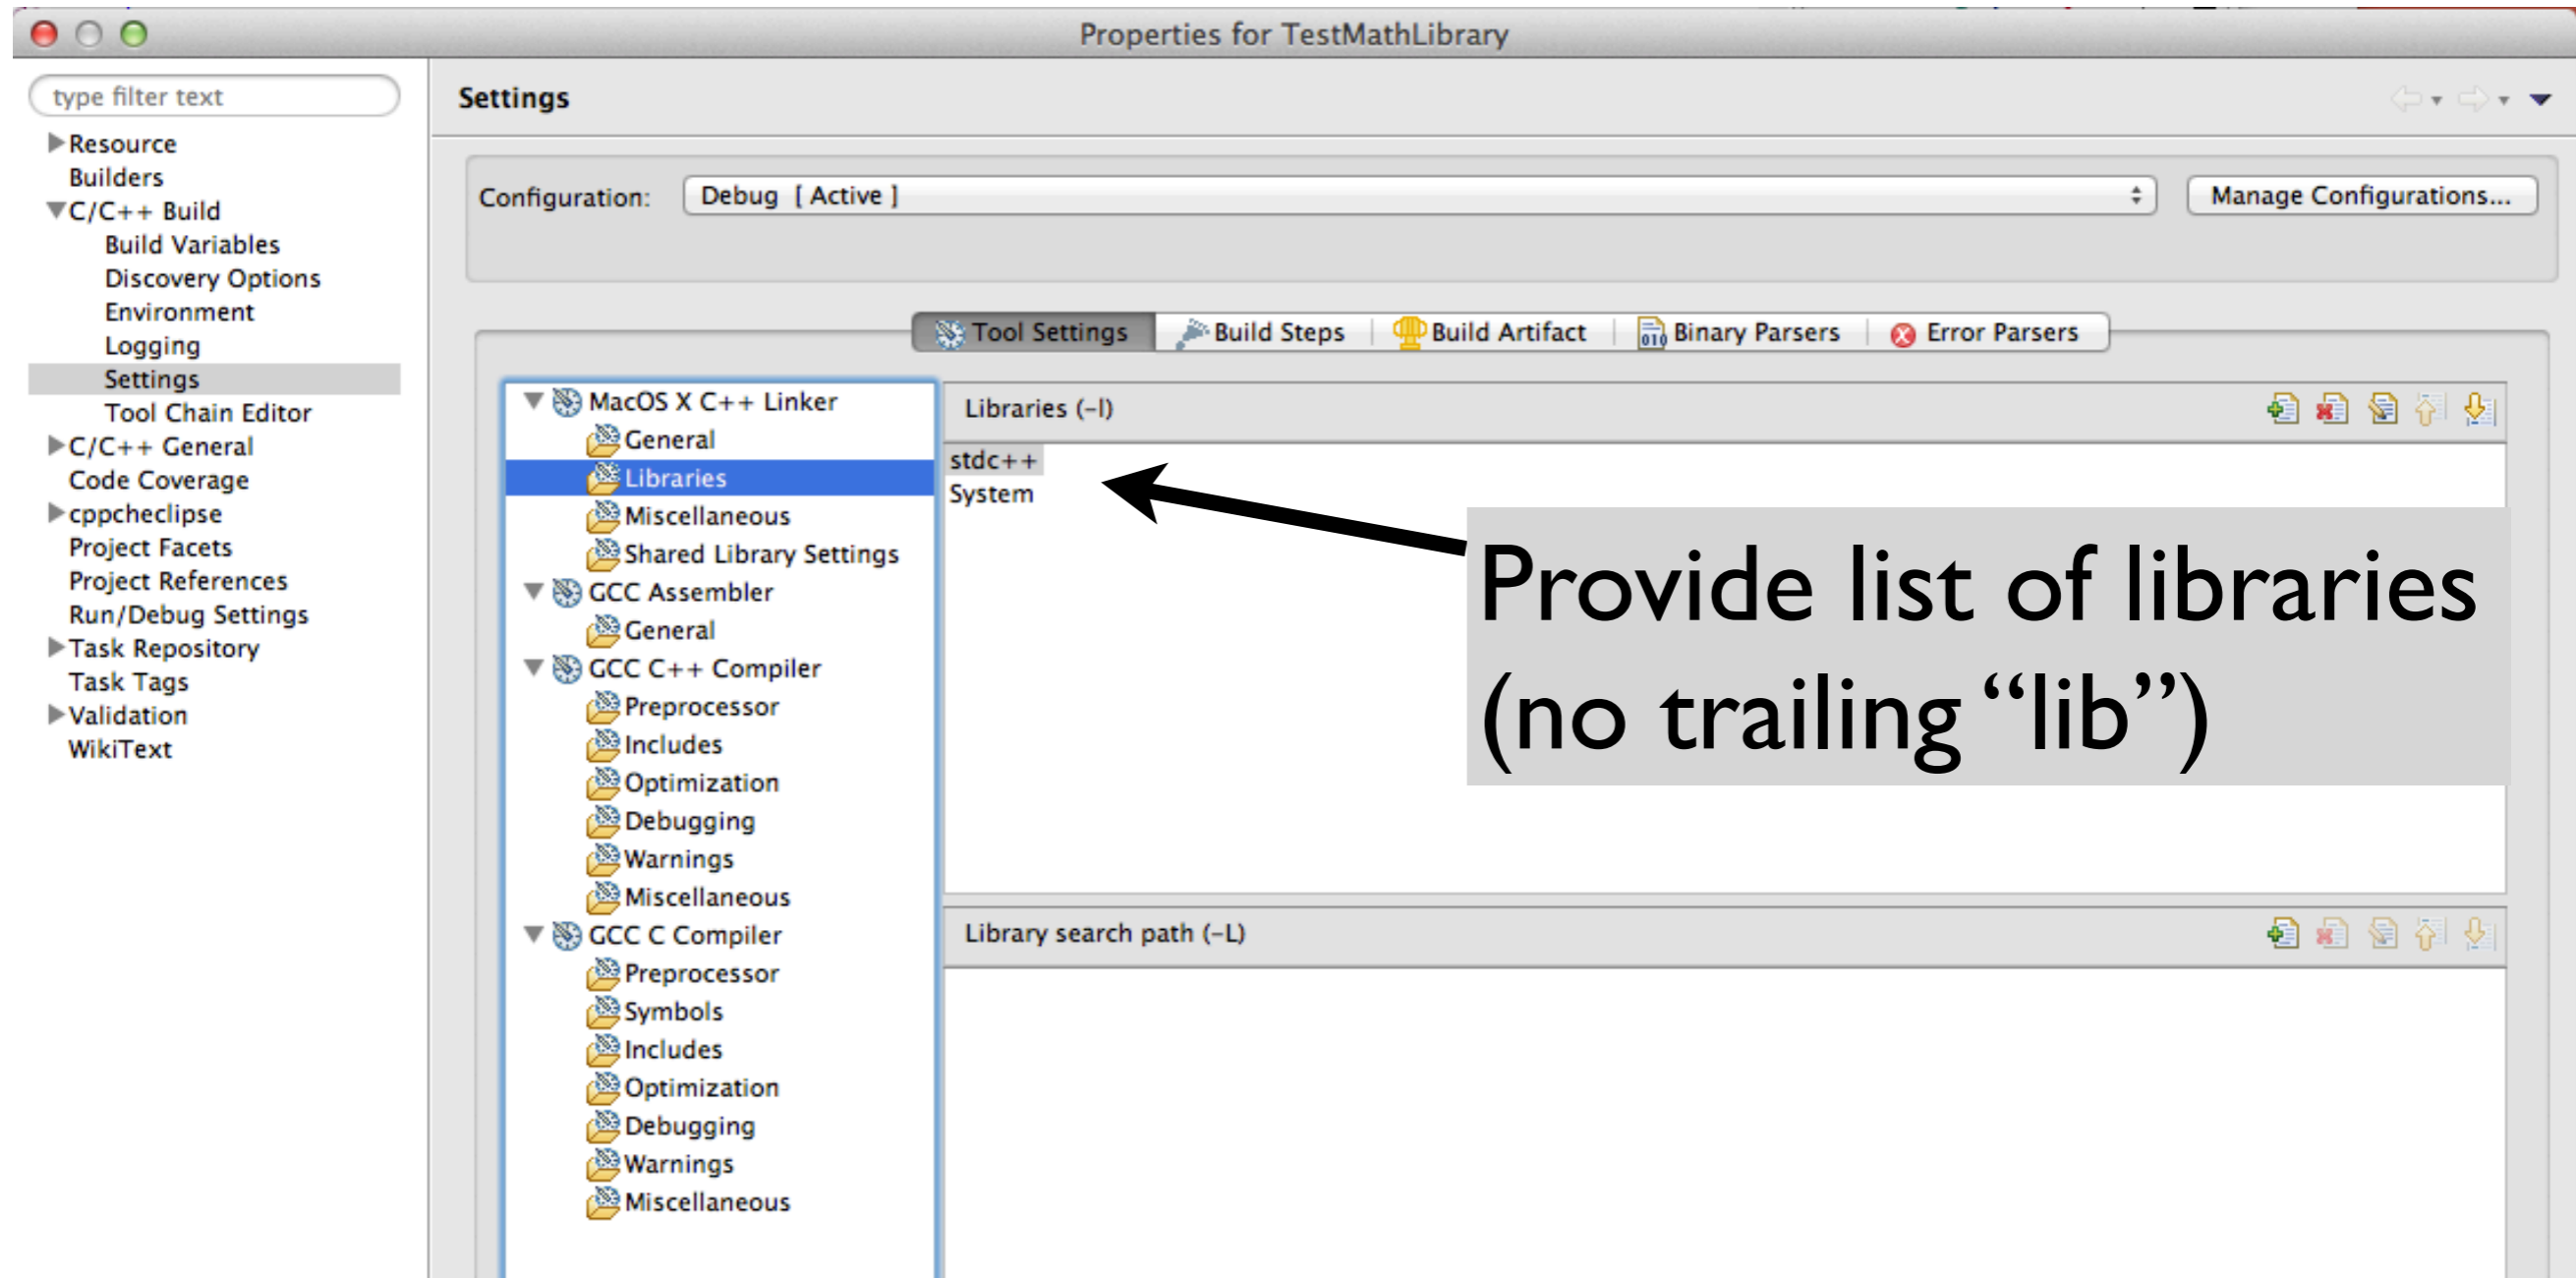 Properties for TestMathLibrary
type filter text
Resource
Builders
C/C++ Build
Build Variables
Discovery Options
Environment
Logging
Settings
Tool Chain Editor
C/C++ General
Code Coverage
cppcheclipse
Project Facets
Project References
Run/Debug Settings
Task Repository
Task Tags
Validation
WikiText
Settings
Configuration: Debug [ Active ] Manage Configurations...
Tool Settings Build Steps Build Artifact Binary Parsers Error Parsers
MacOS X C++ Linker
General
Libraries
Miscellaneous
Shared Library Settings
GCC Assembler
General
GCC C++ Compiler
Preprocessor
Includes
Optimization
Debugging
Warnings
Miscellaneous
GCC C Compiler
Preprocessor
Symbols
Includes
Optimization
Debugging
Warnings
Miscellaneous
Libraries (-l)
stdc++
System
Provide list of libraries
(no trailing “lib”)
Library search path (-L)